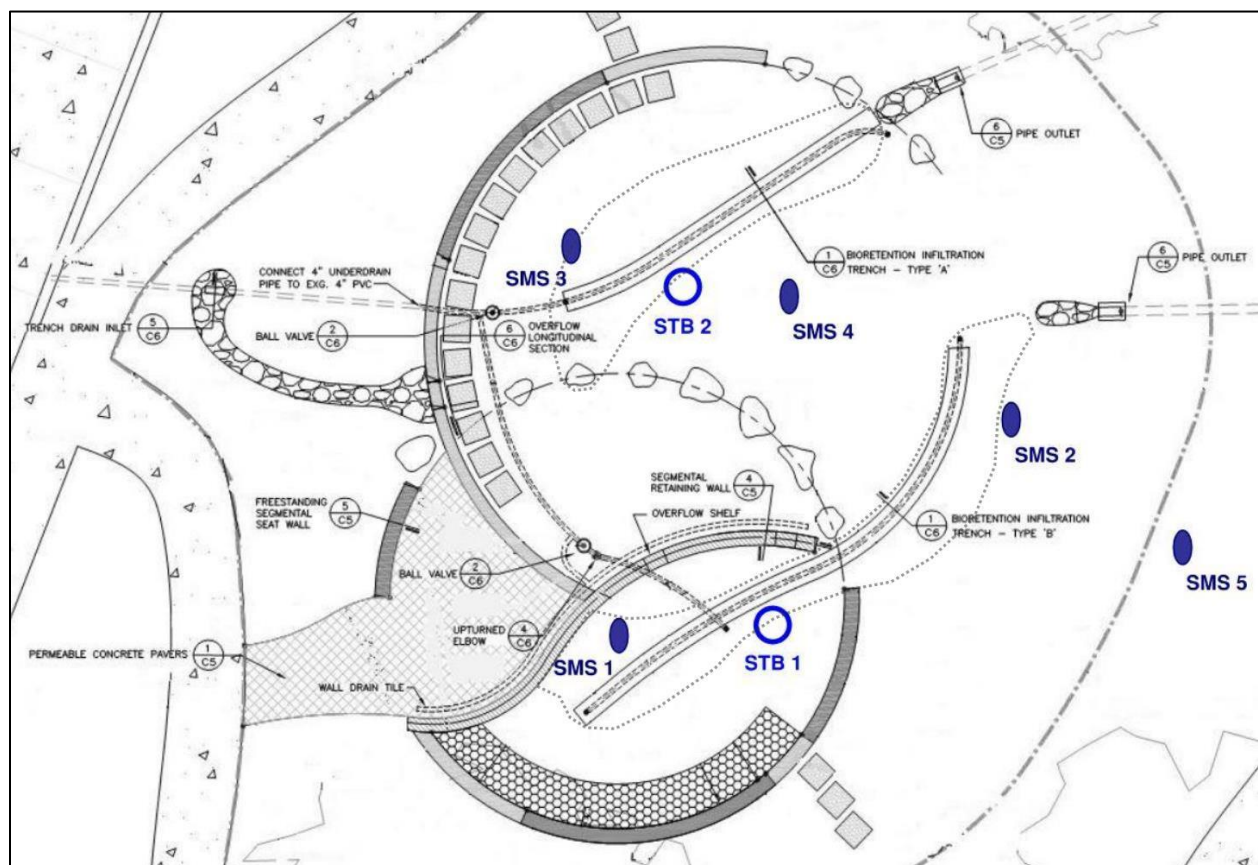 6
C5
PIPE OUTLET
1
C6
BIORETENTION INFILTRATION
TRENCH - TYPE 'A'
6
C5
PIPE OUTLET
CONNECT 4" UNDERDRAIN
PIPE TO EXG. 4" PVC
SMS 3
STB 2
SMS 4
TRENCH DRAIN INLET
5
C6
BALL VALVE
2
C6
6
C6
OVERFLOW
LONGITUDINAL
SECTION
SMS 2
FREESTANDING
SEGMENTAL
SEAT WALL
5
C5
SEGMENTAL
RETAINING WALL
4
C5
OVERFLOW SHELF
1
C6
BIORETENTION INFILTRATION
TRENCH - TYPE 'B'
BALL VALVE
2
C6
SMS 5
UPTURNED
ELBOW
4
C6
SMS 1
STB 1
PERMEABLE CONCRETE PAVERS
1
C5
WALL DRAIN TILE